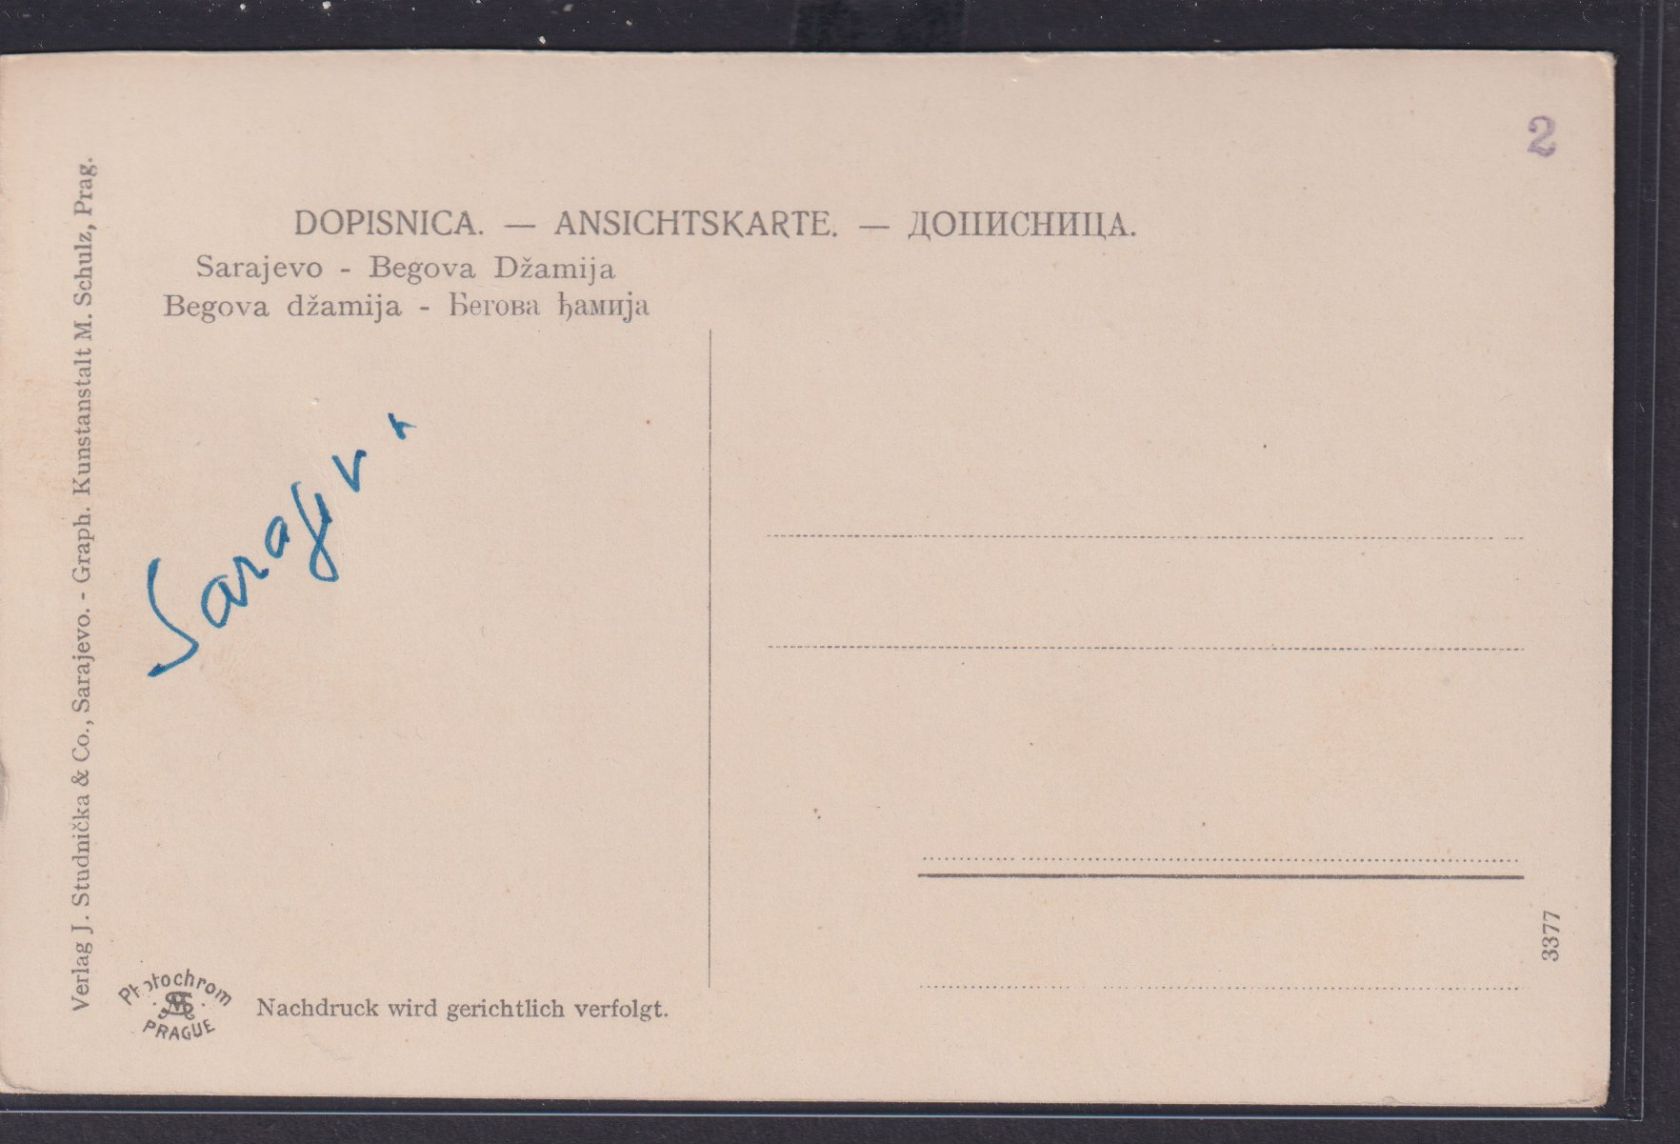 2
DOPISNICA. — ANSICHTSKARTE. — ДОПИСНИЦА.
Sarajevo - Begova Džamija
Begova džamija - Бегова ђамија
Verlag J. Studnička & Co., Sarajevo. - Graph. Kunstanstalt M. Schulz, Prag.
Photochrom
PRAGUE
Nachdruck wird gerichtlich verfolgt.
3377